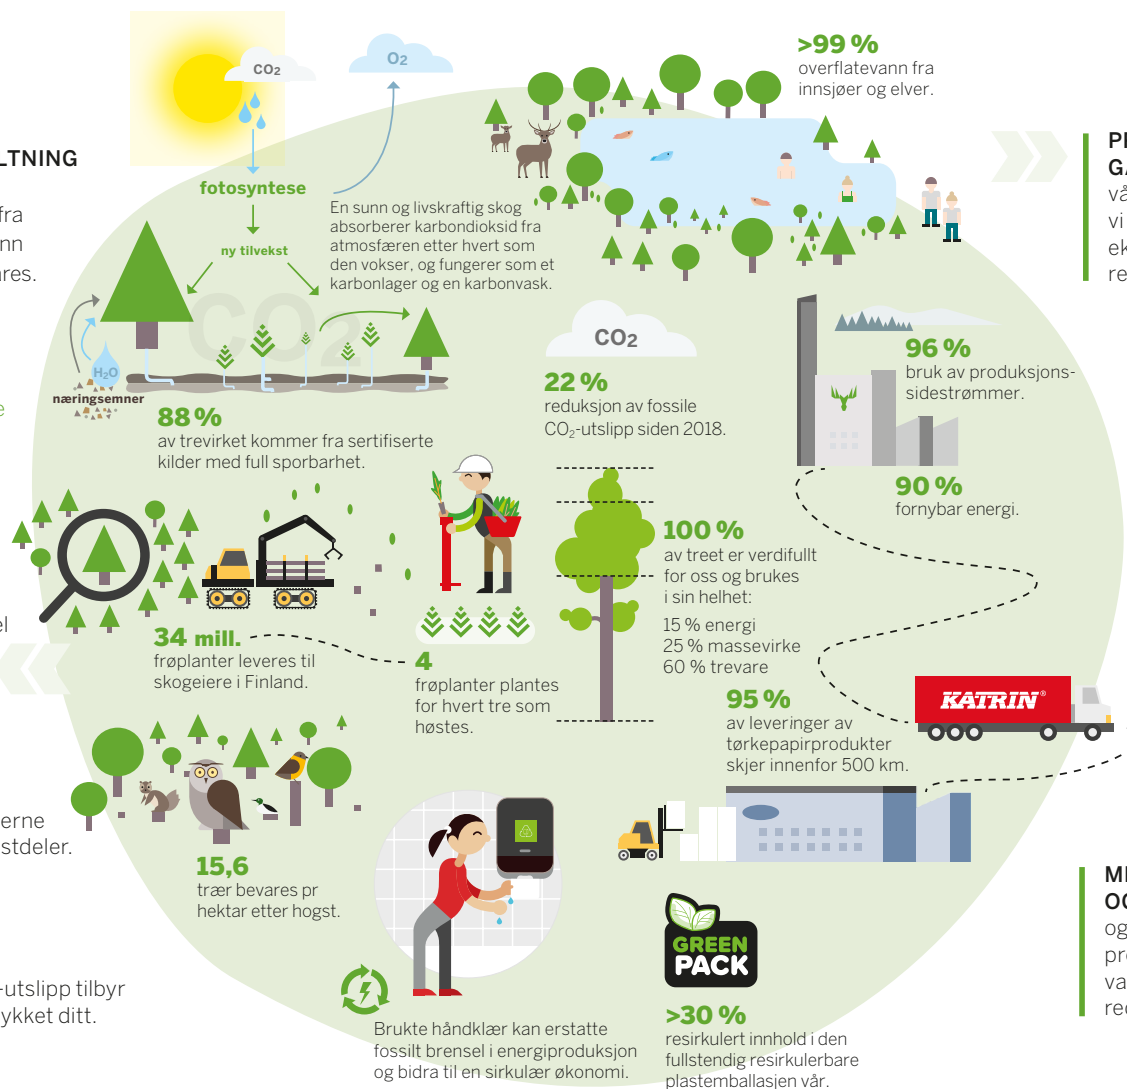 CO2
O2
>99 %
overflatevann fra
innsjøer og elver.
LTNING
fra
nn
res.
fotosyntese
ny tilvekst
En sunn og livskraftig skog
absorberer karbondioksid fra
atmosfæren etter hvert som
den vokser, og fungerer som et
karbonlager og en karbonvask.
CO2
H2O
næringsemner
88 %
av trevirket kommer fra sertifiserte
kilder med full sporbarhet.
CO2
22 %
reduksjon av fossile
CO2-utslipp siden 2018.
96 %
bruk av produksjons-
sidestrømmer.
90 %
fornybar energi.
GA
vå
vi
ek
re
e
el
34 mill.
frøplanter leveres til
skogeiere i Finland.
4
frøplanter plantes
for hvert tre som
høstes.
100 %
av treet er verdifullt
for oss og brukes
i sin helhet:
15 % energi
25 % massevirke
60 % trevare
95 %
av leveringer av
tørkepapirprodukter
skjer innenfor 500 km.
KATRIN®
15,6
trær bevares pr
hektar etter hogst.
erne
stdeler.
-utslipp tilbyr
ykket ditt.
Brukte håndklær kan erstatte
fossilt brensel i energiproduksjon
og bidra til en sirkulær økonomi.
GREEN
PACK
>30 %
resirkulert innhold i den
fullstendig resirkulerbare
plastemballasjen vår.
OG
og
pro
va
red